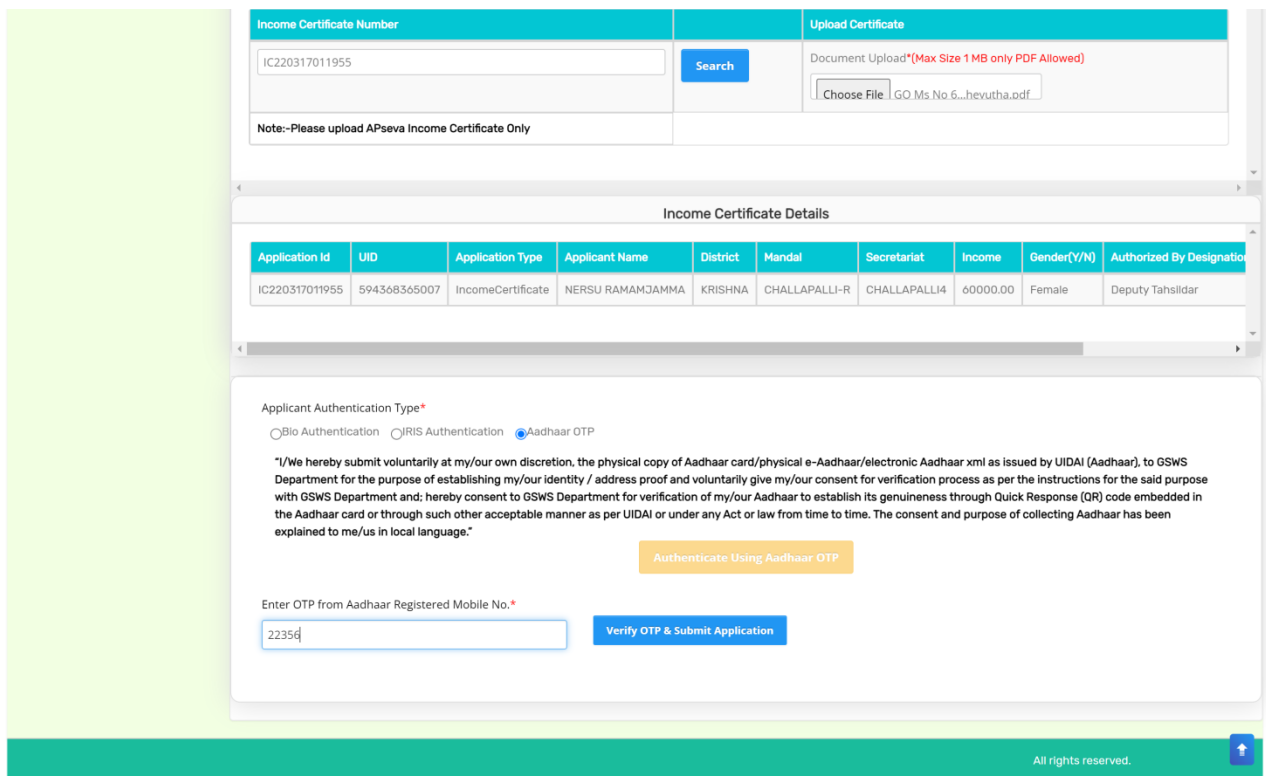 Income Certificate Number
Upload Certificate
IC220317011955
Search
Document Upload*(Max Size 1 MB only PDF Allowed)
Choose File GO Ms No 6...heyutha.pdf
Note:-Please upload APseva Income Certificate Only
Income Certificate Details
Application Id UID Application Type Applicant Name District Mandal Secretariat Income Gender(Y/N) Authorized By Designation
IC220317011955 594368365007 IncomeCertificate NERSU RAMAMJAMMA KRISHNA CHALLAPALLI-R CHALLAPALLI4 60000.00 Female Deputy Tahsildar
Applicant Authentication Type*
Bio Authentication IRIS Authentication Aadhaar OTP
“I/We hereby submit voluntarily at my/our own discretion, the physical copy of Aadhaar card/physical e-Aadhaar/electronic Aadhaar xml as issued by UIDAI (Aadhaar), to GSWS
Department for the purpose of establishing my/our identity / address proof and voluntarily give my/our consent for verification process as per the instructions for the said purpose
with GSWS Department and; hereby consent to GSWS Department for verification of my/our Aadhaar to establish its genuineness through Quick Response (QR) code embedded in
the Aadhaar card or through such other acceptable manner as per UIDAI or under any Act or law from time to time. The consent and purpose of collecting Aadhaar has been
explained to me/us in local language.”
Authenticate Using Aadhaar OTP
Enter OTP from Aadhaar Registered Mobile No.*
22356
Verify OTP & Submit Application
All rights reserved.